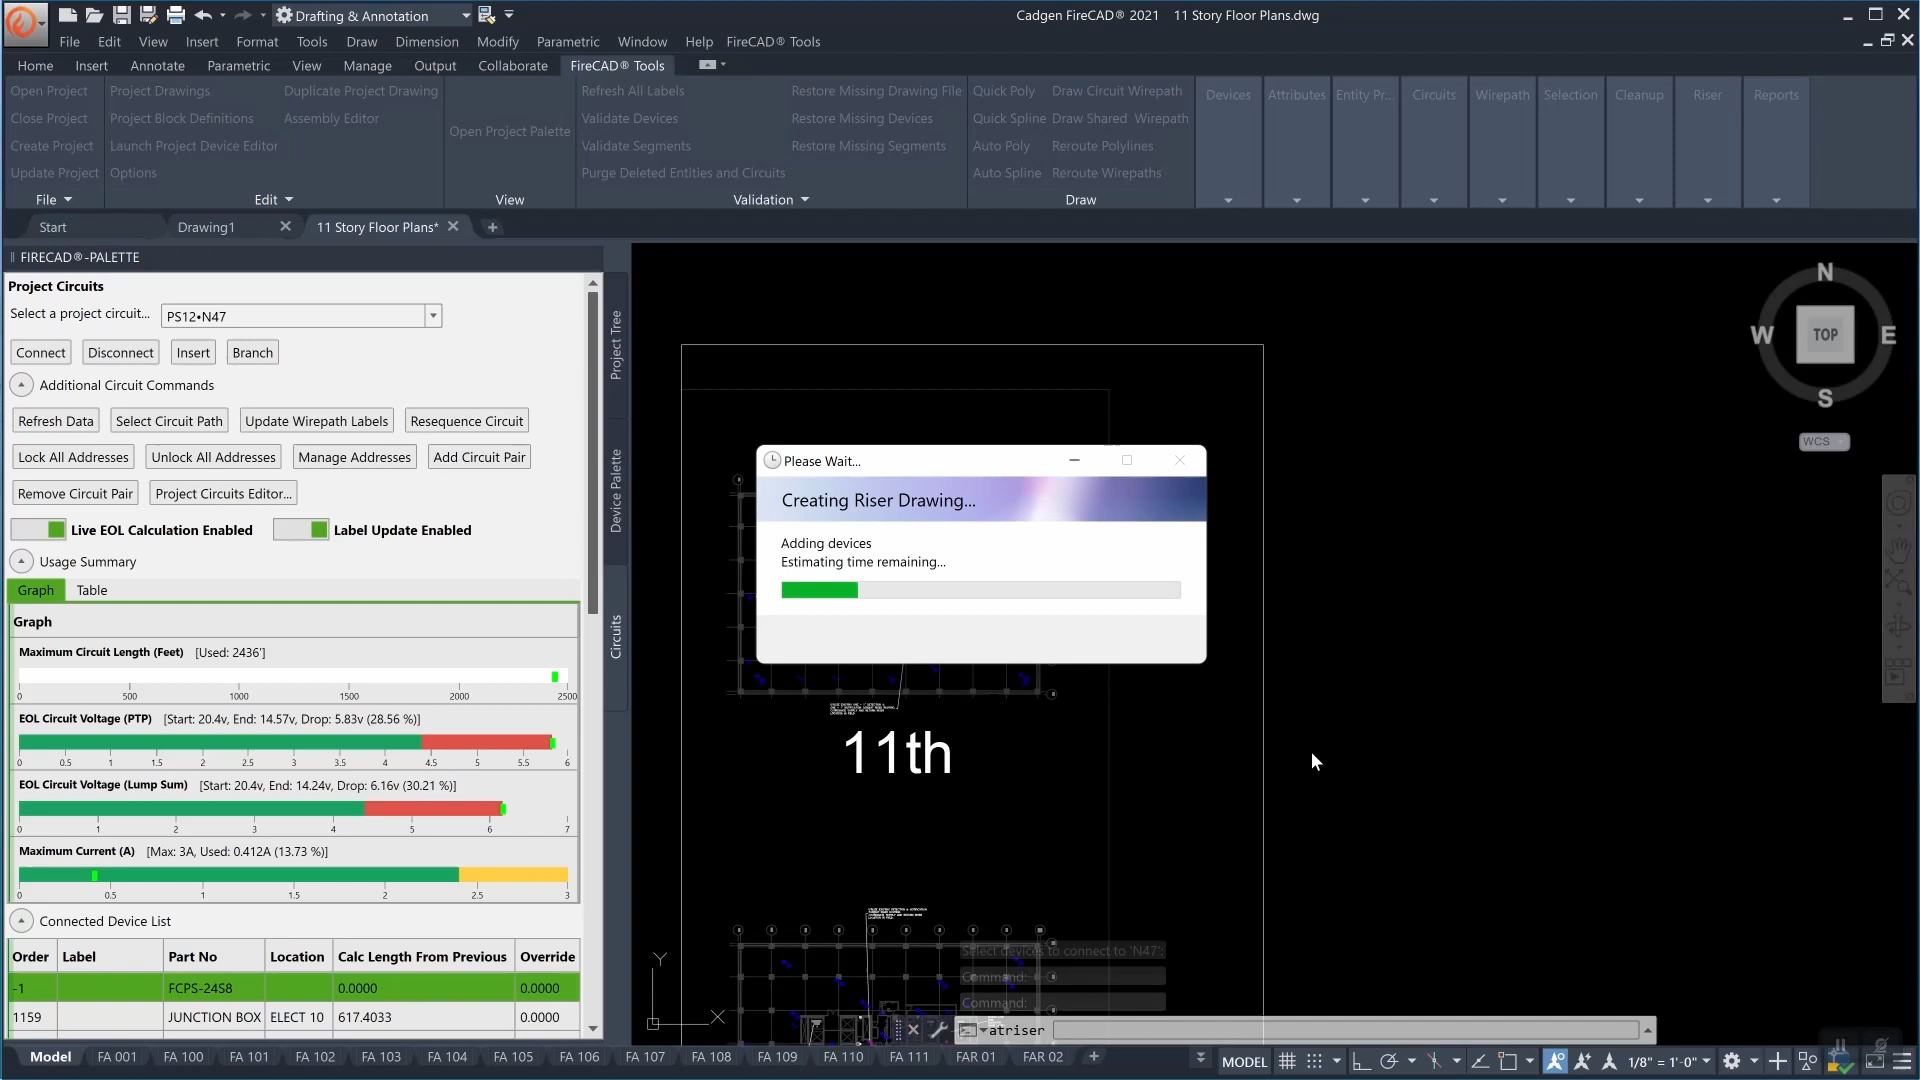 Drafting & Annotation
Cadgen FireCAD® 2021 11 Story Floor Plans.dwg
File Edit View Insert Format Tools Draw Dimension Modify Parametric Window Help FireCAD® Tools
Home Insert Annotate Parametric View Manage Output Collaborate FireCAD® Tools
Open Project Project Drawings Duplicate Project Drawing Refresh All Labels Restore Missing Drawing File Quick Poly Draw Circuit Wirepath Devices Attributes Entity Pr... Circuits Wirepath Selection Cleanup Riser Reports
Close Project Project Block Definitions Assembly Editor Open Project Palette Validate Devices Restore Missing Devices Quick Spline Draw Shared Wirepath
Create Project Launch Project Device Editor Validate Segments Restore Missing Segments Auto Poly Reroute Polylines
Update Project Options Purge Deleted Entities and Circuits Auto Spline Reroute Wirepaths
File Edit View Validation Draw
Start Drawing1 11 Story Floor Plans*
FIRECAD®-PALETTE
Project Circuits
Select a project circuit... PS12•N47
Connect Disconnect Insert Branch
Additional Circuit Commands
Refresh Data Select Circuit Path Update Wirepath Labels Resequence Circuit
Lock All Addresses Unlock All Addresses Manage Addresses Add Circuit Pair
Remove Circuit Pair Project Circuits Editor...
Live EOL Calculation Enabled Label Update Enabled
Usage Summary
Graph Table
Graph
Maximum Circuit Length (Feet) [Used: 2436']
0 500 1000 1500 2000 2500
EOL Circuit Voltage (PTP) [Start: 20.4v, End: 14.57v, Drop: 5.83v (28.56 %)]
0 0.5 1 1.5 2 2.5 3 3.5 4 4.5 5 5.5 6
EOL Circuit Voltage (Lump Sum) [Start: 20.4v, End: 14.24v, Drop: 6.16v (30.21 %)]
0 1 2 3 4 5 6 7
Maximum Current (A) [Max: 3A, Used: 0.412A (13.73 %)]
0 0.5 1 1.5 2 2.5 3
Connected Device List
Order Label Part No Location Calc Length From Previous Override
-1 FCPS-24S8 0.0000 0.0000
1159 JUNCTION BOX ELECT 10 617.4033 0.0000
Project Tree
Device Palette
Circuits
Please Wait...
Creating Riser Drawing...
Adding devices
Estimating time remaining...
11th
N
W TOP E
S
WCS
Y
X
Select devices to connect to 'N47':
Command:
Command:
atriser
Model FA 001 FA 100 FA 101 FA 102 FA 103 FA 104 FA 105 FA 106 FA 107 FA 108 FA 109 FA 110 FA 111 FAR 01 FAR 02
MODEL 1/8" = 1'-0"